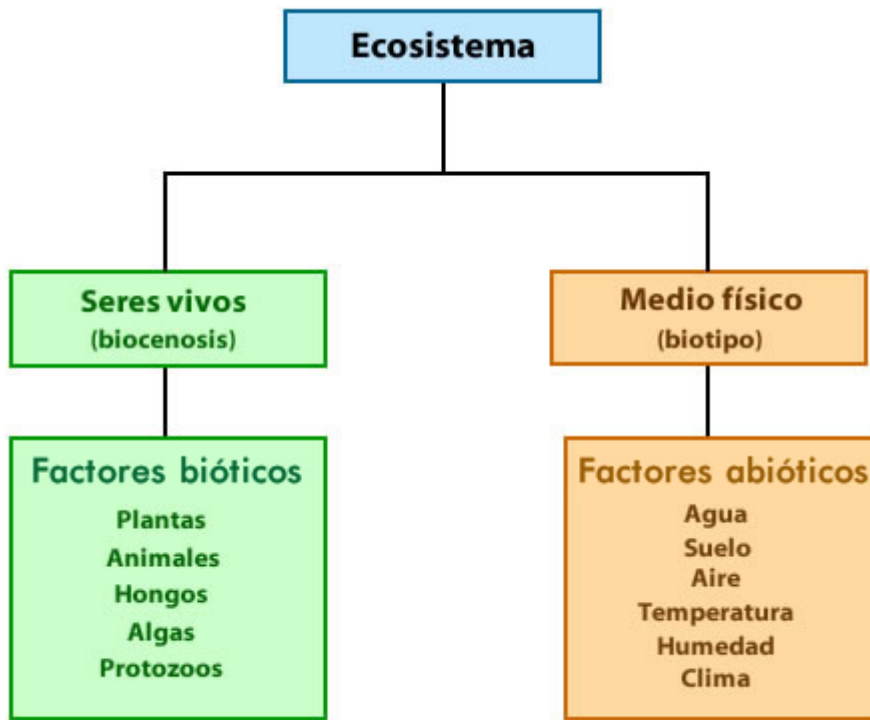 Ecosistema
Seres vivos
(biocenosis)
Medio físico
(biotipo)
Factores bióticos
Plantas
Animales
Hongos
Algas
Protozoos
Factores abióticos
Agua
Suelo
Aire
Temperatura
Humedad
Clima